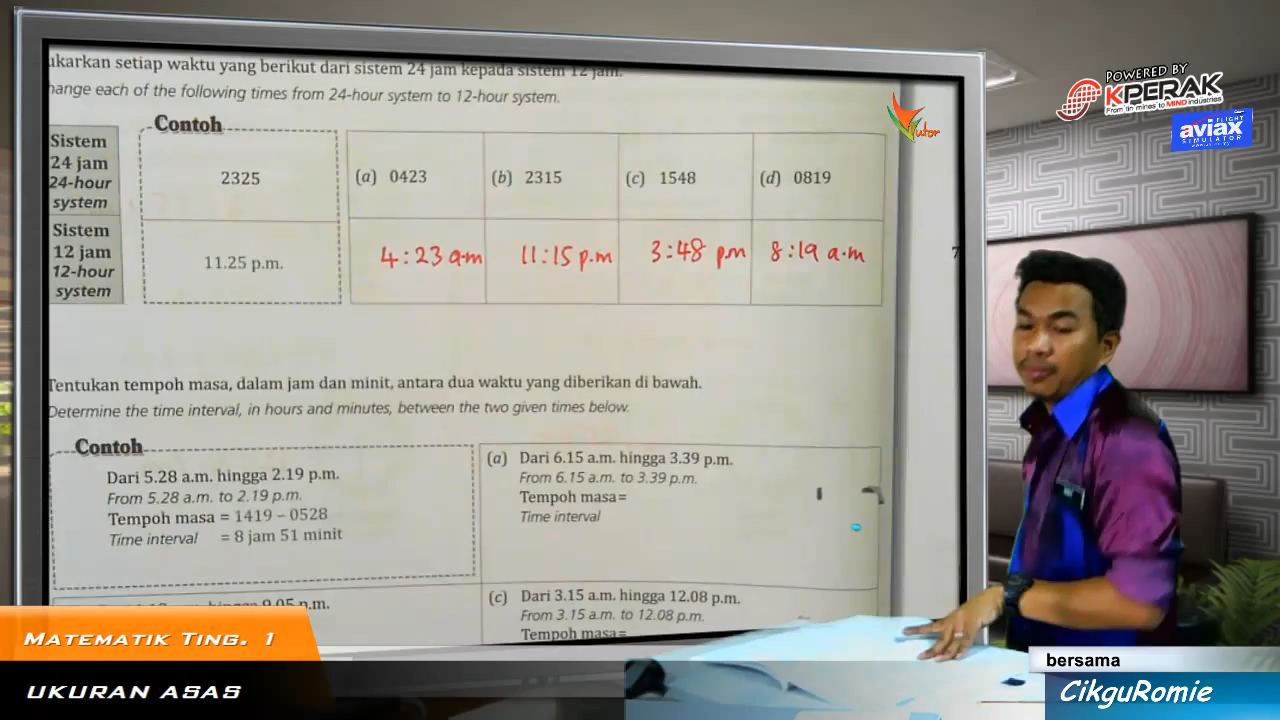 ukarkan setiap waktu yang berikut dari sistem 24 jam kepada sistem 12 jam.
hange each of the following times from 24-hour system to 12-hour system.
Sistem
24 jam
24-hour
system
Contoh
2325
(a) 0423
(b) 2315
(c) 1548
(d) 0819
Sistem
12 jam
12-hour
system
11.25 p.m.
4:23 a.m
11:15 p.m
3:48 p.m
8:19 a.m
7
Tentukan tempoh masa, dalam jam dan minit, antara dua waktu yang diberikan di bawah.
Determine the time interval, in hours and minutes, between the two given times below.
Contoh
Dari 5.28 a.m. hingga 2.19 p.m.
From 5.28 a.m. to 2.19 p.m.
Tempoh masa = 1419 – 0528
Time interval = 8 jam 51 minit
(a) Dari 6.15 a.m. hingga 3.39 p.m.
From 6.15 a.m. to 3.39 p.m.
Tempoh masa=
Time interval
hingga 9.05 p.m.
(c) Dari 3.15 a.m. hingga 12.08 p.m.
From 3.15 a.m. to 12.08 p.m.
Tempoh masa=
Tutor
POWERED BY
KPERAK
From 'tin mines' to MIND industries
aviax
FLIGHT
SIMULATOR
MATEMATIK TING. 1
UKURAN ASAS
bersama
CikguRomie